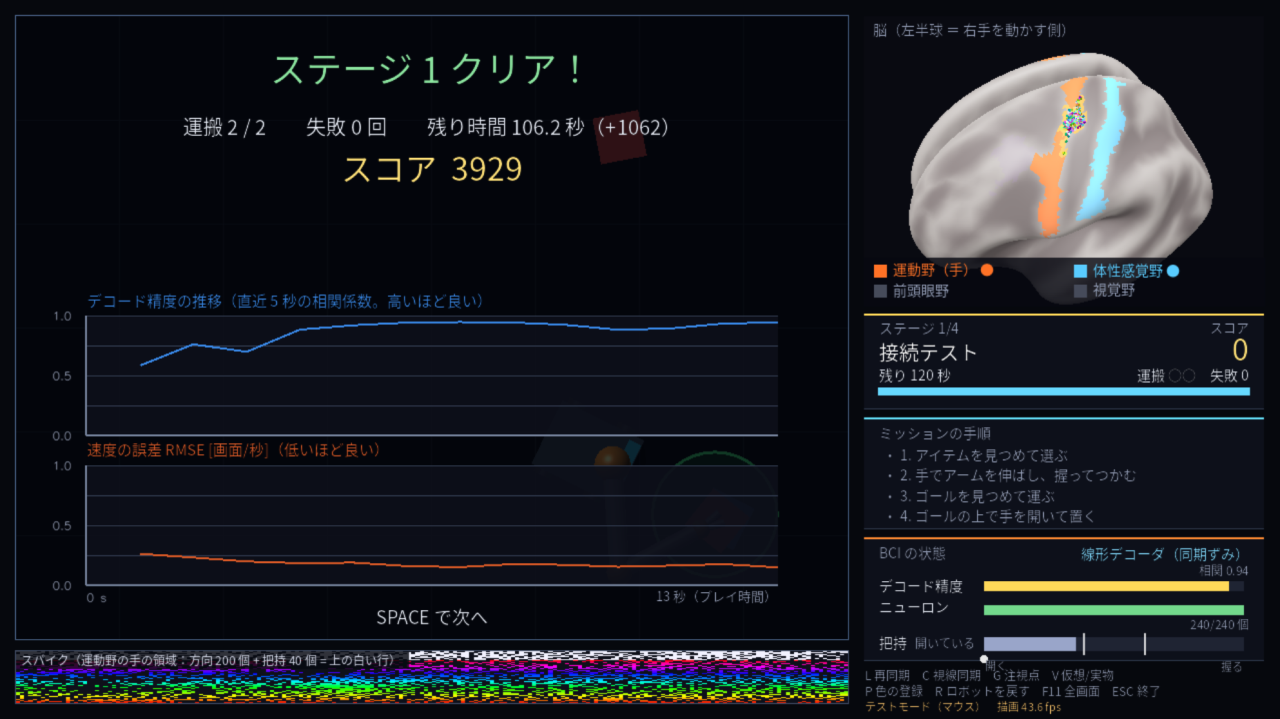 ステージ 1 クリア！
運搬 2 / 2　失敗 0 回　残り時間 106.2 秒（+1062）
スコア 3929
デコード精度の推移（直近 5 秒の相関係数。高いほど良い）
1.0
0.5
0.0
速度の誤差 RMSE [画面/秒]（低いほど良い）
1.0
0.5
0.0
0 s
13 秒（プレイ時間）
SPACE で次へ
スパイク（運動野の手の領域：方向 200 個 + 把持 40 個 = 上の白い行）
脳（左半球 ＝ 右手を動かす側）
運動野（手）
体性感覚野
前頭眼野
視覚野
ステージ 1/4
スコア
接続テスト
0
残り 120 秒
運搬 ○○　失敗 0
ミッションの手順
・ 1. アイテムを見つめて選ぶ
・ 2. 手でアームを伸ばし、握ってつかむ
・ 3. ゴールを見つめて運ぶ
・ 4. ゴールの上で手を開いて置く
BCI の状態
線形デコーダ（同期ずみ）
相関 0.94
デコード精度
ニューロン
240/240 個
把持 開いている
開く
握る
L 再同期　C 視線同期　G 注視点　V 仮想/実物
P 色の登録　R ロボットを戻す　F11 全画面　ESC 終了
テストモード（マウス）　描画 43.6 fps